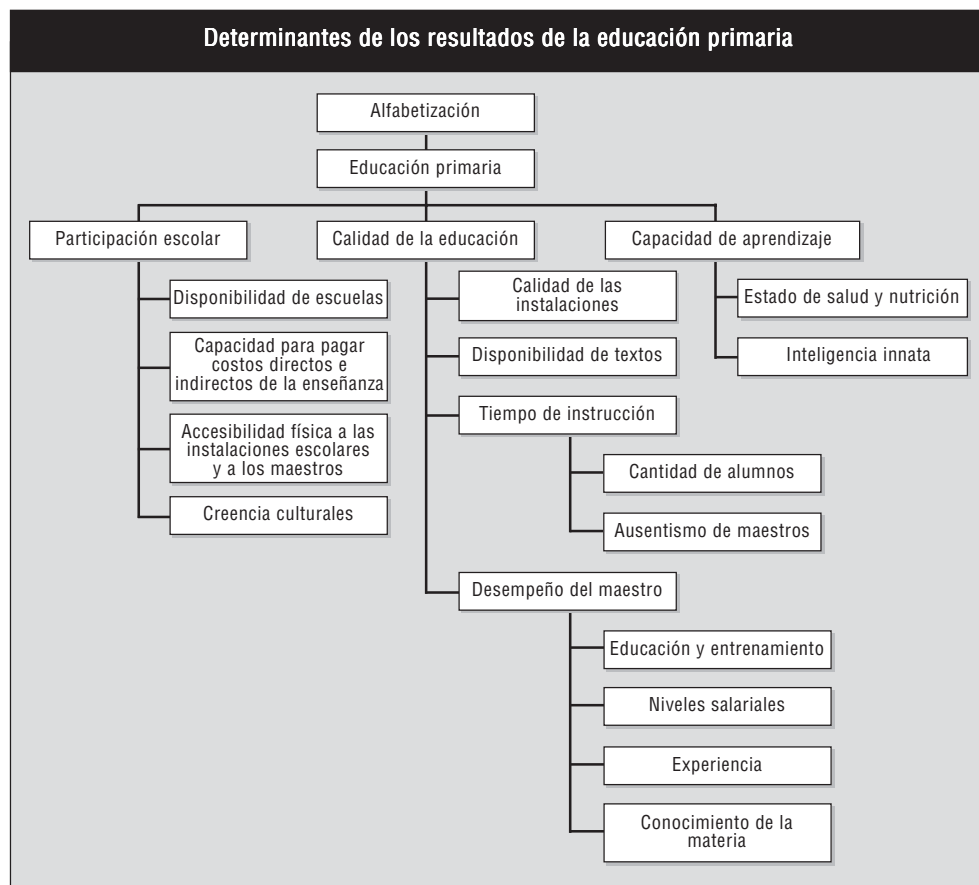 Determinantes de los resultados de la educación primaria
Alfabetización
Educación primaria
Participación escolar
Calidad de la educación
Capacidad de aprendizaje
Disponibilidad de escuelas
Capacidad para pagar
costos directos e
indirectos de la enseñanza
Accesibilidad física a las
instalaciones escolares
y a los maestros
Creencia culturales
Calidad de las
instalaciones
Disponibilidad de textos
Tiempo de instrucción
Cantidad de alumnos
Ausentismo de maestros
Desempeño del maestro
Educación y entrenamiento
Niveles salariales
Experiencia
Conocimiento de la
materia
Estado de salud y nutrición
Inteligencia innata